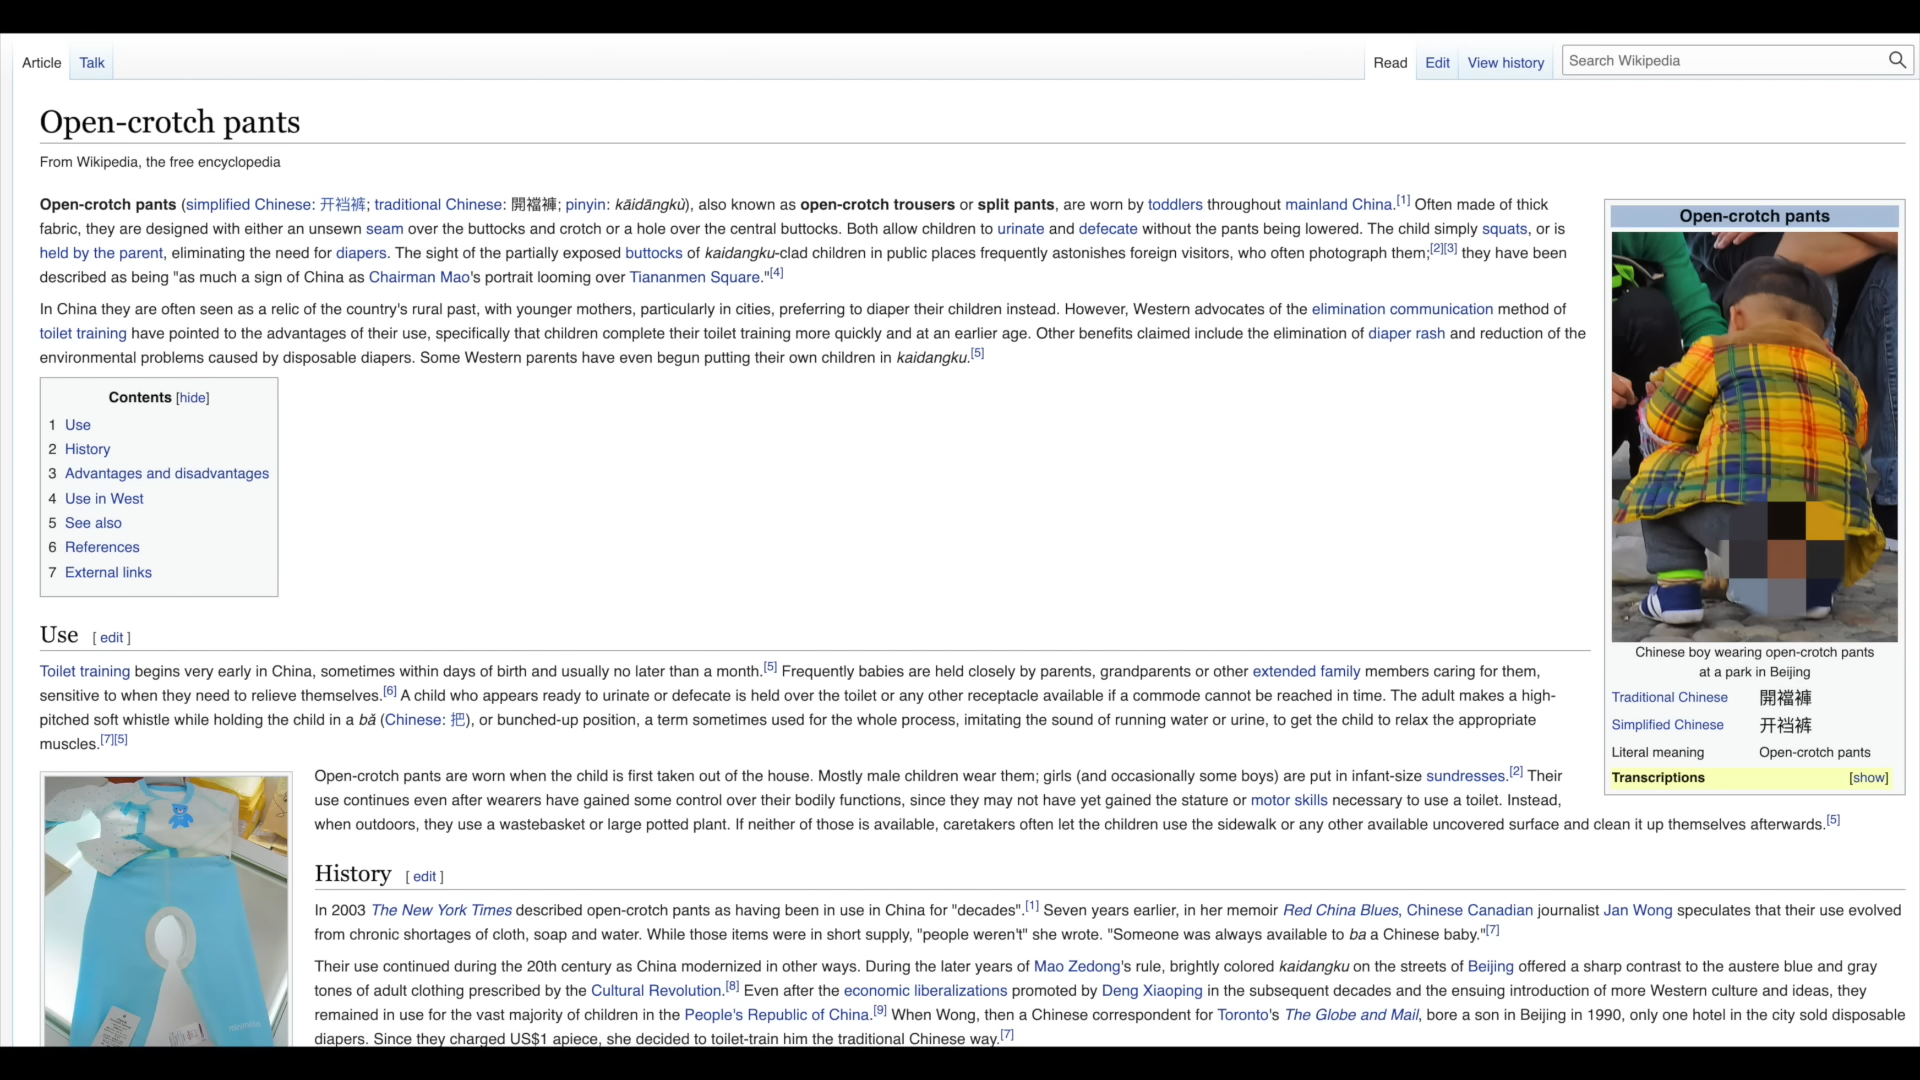 Article
Talk
Read
Edit
View history
Search Wikipedia
Open-crotch pants
From Wikipedia, the free encyclopedia
Open-crotch pants (simplified Chinese: 开裆裤; traditional Chinese: 開襠褲; pinyin: kāidāngkù), also known as open-crotch trousers or split pants, are worn by toddlers throughout mainland China.[1] Often made of thick
fabric, they are designed with either an unsewn seam over the buttocks and crotch or a hole over the central buttocks. Both allow children to urinate and defecate without the pants being lowered. The child simply squats, or is
held by the parent, eliminating the need for diapers. The sight of the partially exposed buttocks of kaidangku-clad children in public places frequently astonishes foreign visitors, who often photograph them;[2][3] they have been
described as being "as much a sign of China as Chairman Mao's portrait looming over Tiananmen Square."[4]
In China they are often seen as a relic of the country's rural past, with younger mothers, particularly in cities, preferring to diaper their children instead. However, Western advocates of the elimination communication method of
toilet training have pointed to the advantages of their use, specifically that children complete their toilet training more quickly and at an earlier age. Other benefits claimed include the elimination of diaper rash and reduction of the
environmental problems caused by disposable diapers. Some Western parents have even begun putting their own children in kaidangku.[5]
Contents [hide]
1 Use
2 History
3 Advantages and disadvantages
4 Use in West
5 See also
6 References
7 External links
Open-crotch pants
Chinese boy wearing open-crotch pants
at a park in Beijing
Traditional Chinese 開襠褲
Simplified Chinese 开裆裤
Literal meaning Open-crotch pants
Transcriptions [show]
Use [ edit ]
Toilet training begins very early in China, sometimes within days of birth and usually no later than a month.[5] Frequently babies are held closely by parents, grandparents or other extended family members caring for them,
sensitive to when they need to relieve themselves.[6] A child who appears ready to urinate or defecate is held over the toilet or any other receptacle available if a commode cannot be reached in time. The adult makes a high-
pitched soft whistle while holding the child in a bǎ (Chinese: 把), or bunched-up position, a term sometimes used for the whole process, imitating the sound of running water or urine, to get the child to relax the appropriate
muscles.[7][5]
Open-crotch pants are worn when the child is first taken out of the house. Mostly male children wear them; girls (and occasionally some boys) are put in infant-size sundresses.[2] Their
use continues even after wearers have gained some control over their bodily functions, since they may not have yet gained the stature or motor skills necessary to use a toilet. Instead,
when outdoors, they use a wastebasket or large potted plant. If neither of those is available, caretakers often let the children use the sidewalk or any other available uncovered surface and clean it up themselves afterwards.[5]
History [ edit ]
In 2003 The New York Times described open-crotch pants as having been in use in China for "decades".[1] Seven years earlier, in her memoir Red China Blues, Chinese Canadian journalist Jan Wong speculates that their use evolved
from chronic shortages of cloth, soap and water. While those items were in short supply, "people weren't" she wrote. "Someone was always available to ba a Chinese baby."[7]
Their use continued during the 20th century as China modernized in other ways. During the later years of Mao Zedong's rule, brightly colored kaidangku on the streets of Beijing offered a sharp contrast to the austere blue and gray
tones of adult clothing prescribed by the Cultural Revolution.[8] Even after the economic liberalizations promoted by Deng Xiaoping in the subsequent decades and the ensuing introduction of more Western culture and ideas, they
remained in use for the vast majority of children in the People's Republic of China.[9] When Wong, then a Chinese correspondent for Toronto's The Globe and Mail, bore a son in Beijing in 1990, only one hotel in the city sold disposable
diapers. Since they charged US$1 apiece, she decided to toilet-train him the traditional Chinese way.[7]